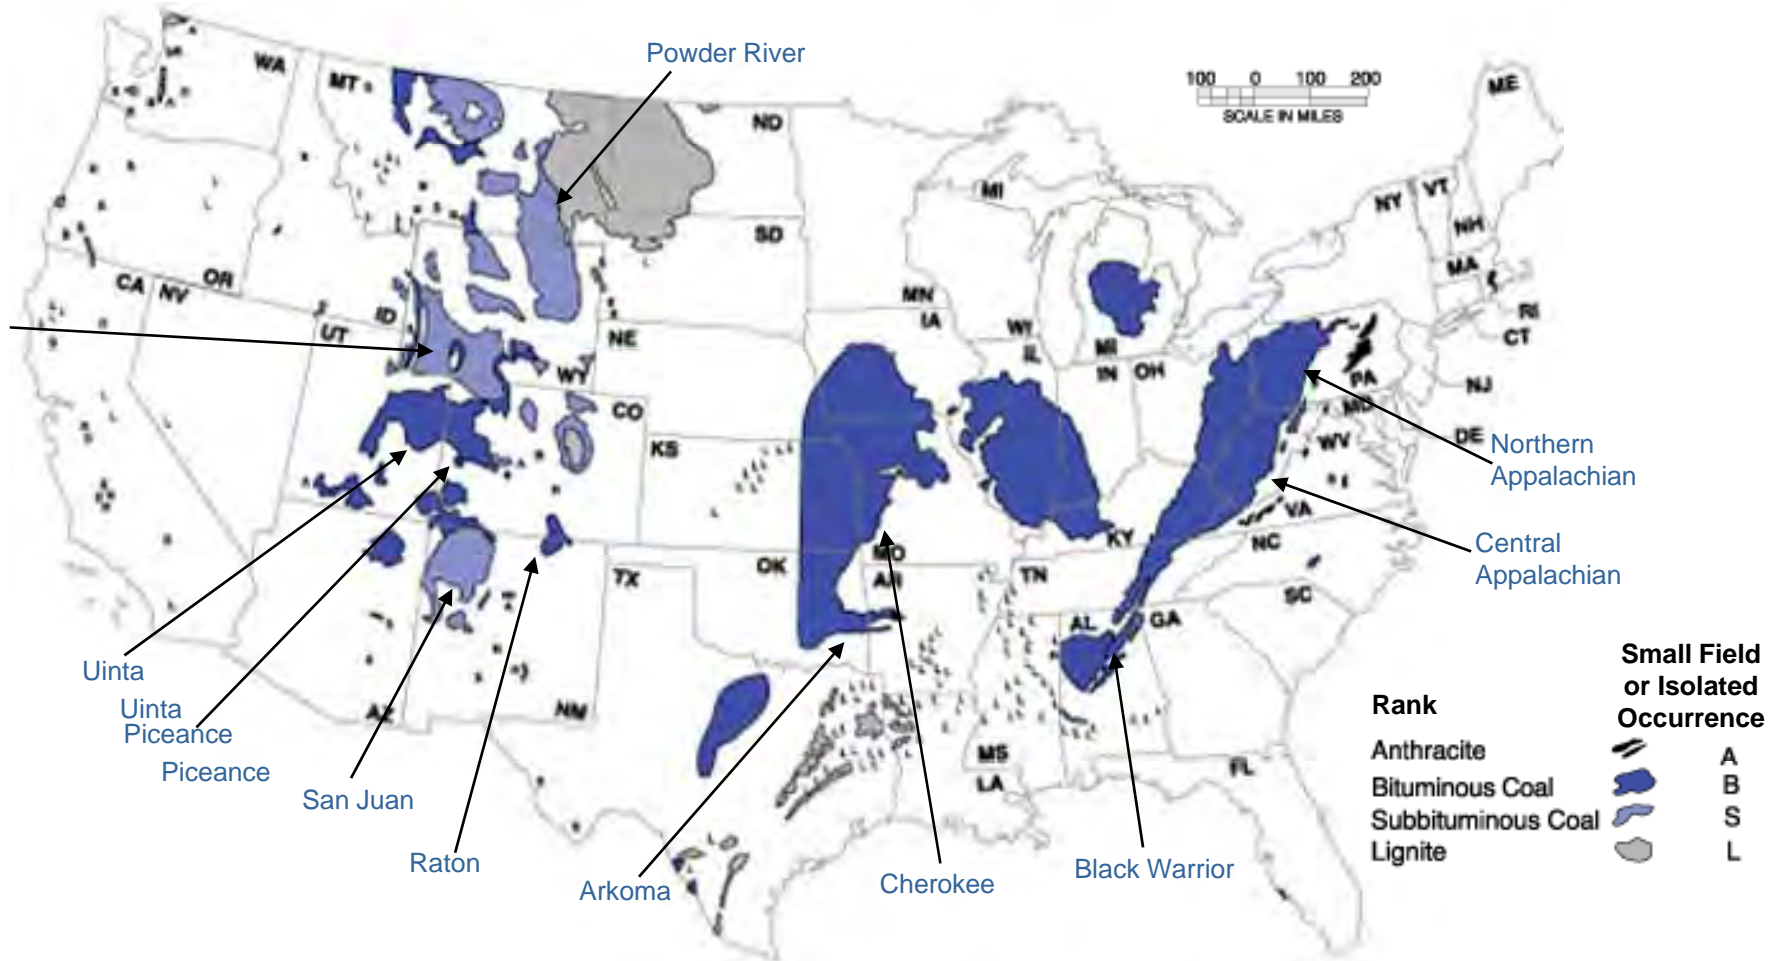 Powder River
100 0 100 200
SCALE IN MILES
WA
MT
ND
ME
MI
NY
VT
NH
MA
RI
CT
SD
OR
ID
CA
NV
UT
WY
NE
MN
IA
WI
MI
IL
IN
OH
PA
NJ
MD
DE
CO
KS
WV
VA
KY
NC
MO
AR
OK
TX
TN
SC
AL
GA
AZ
NM
MS
LA
FL
Northern
Appalachian
Central
Appalachian
Uinta
Uinta
Piceance
Piceance
San Juan
Raton
Arkoma
Cherokee
Black Warrior
Rank
Small Field
or Isolated
Occurrence
Anthracite A
Bituminous Coal B
Subbituminous Coal S
Lignite L